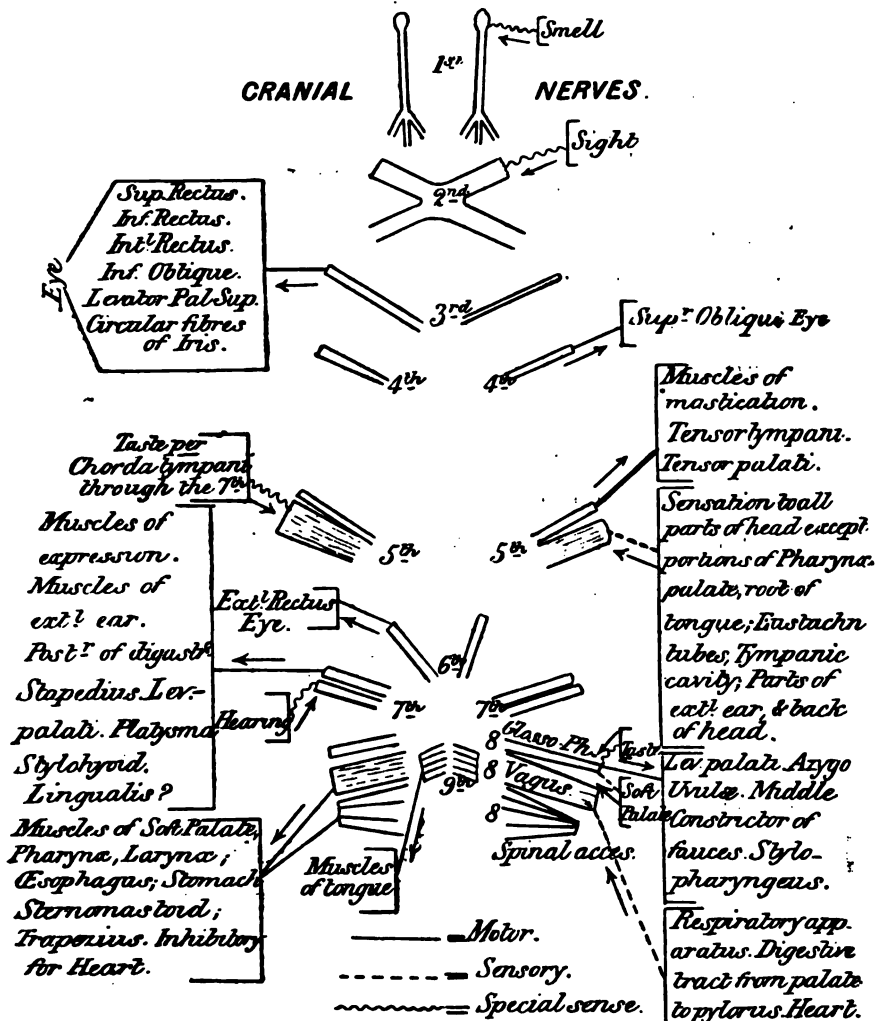 Smell
1st
CRANIAL NERVES.
Sight
2nd
Eye
Sup. Rectus.
Inf. Rectus.
Intl Rectus.
Inf. Oblique.
Levator Pal. Sup.
Circular fibres
of Iris.
3rd
Supr Oblique Eye
4th
4th
Muscles of
mastication.
Tensor tympani.
Tensor palati.
Taste per
Chorda tympani
through the 7th
5th
5th
Sensation to all
parts of head except
portions of Pharynx
palate, root of
tongue; Eustachn
tubes, Tympanic
cavity; Parts of
extl ear, & back
of head.
Muscles of
expression.
Muscles of
extl ear.
Postr of digastr
Stapedius. Lev.
palati. Platysma
Stylohyoid.
Lingualis?
Extl Rectus
Eye.
6th
Hearing
7th
7th
8 Glosso-Ph.
Taste
8 Vagus.
Soft
Palate
9th
8
Spinal acces.
Lev palati. Azygo
Uvulæ. Middle
Constrictor of
fauces. Stylo-
pharyngeus.
Muscles of Soft Palate,
Pharynx, Larynx;
Œsophagus; Stomach
Sternomastoid;
Trapezius. Inhibitory
for Heart.
Muscles
of tongue
Respiratory app-
aratus. Digestive
tract from palate
to pylorus. Heart.
= Motor.
= Sensory.
= Special sense.